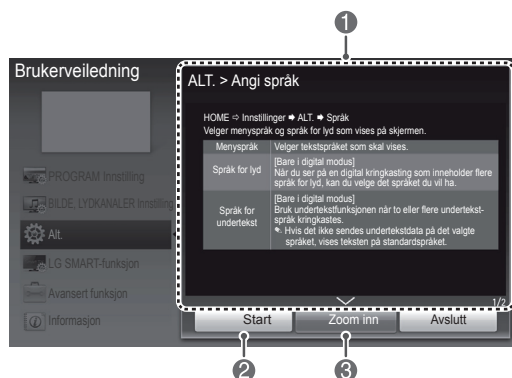 1
Brukerveiledning
PROGRAM Innstilling
BILDE, LYDKANALER Innstilling
Alt.
LG SMART-funksjon
Avansert funksjon
Informasjon
ALT. > Angi språk
HOME ⇨ Innstillinger ➡ ALT. ➡ Språk
Velger menyspråk og språk for lyd som vises på skjermen.
Menyspråk Velger tekstspråket som skal vises.
Språk for lyd
[Bare i digital modus]
Når du ser på en digital kringkasting som inneholder flere
språk for lyd, kan du velge det språket du vil ha.
Språk for
undertekst
[Bare i digital modus]
Bruk undertekstfunksjonen når to eller flere undertekst-
språk kringkastes.
Hvis det ikke sendes undertekstdata på det valgte
språket, vises teksten på standardspråket.
1/2
Start Zoom inn Avslutt
2 3